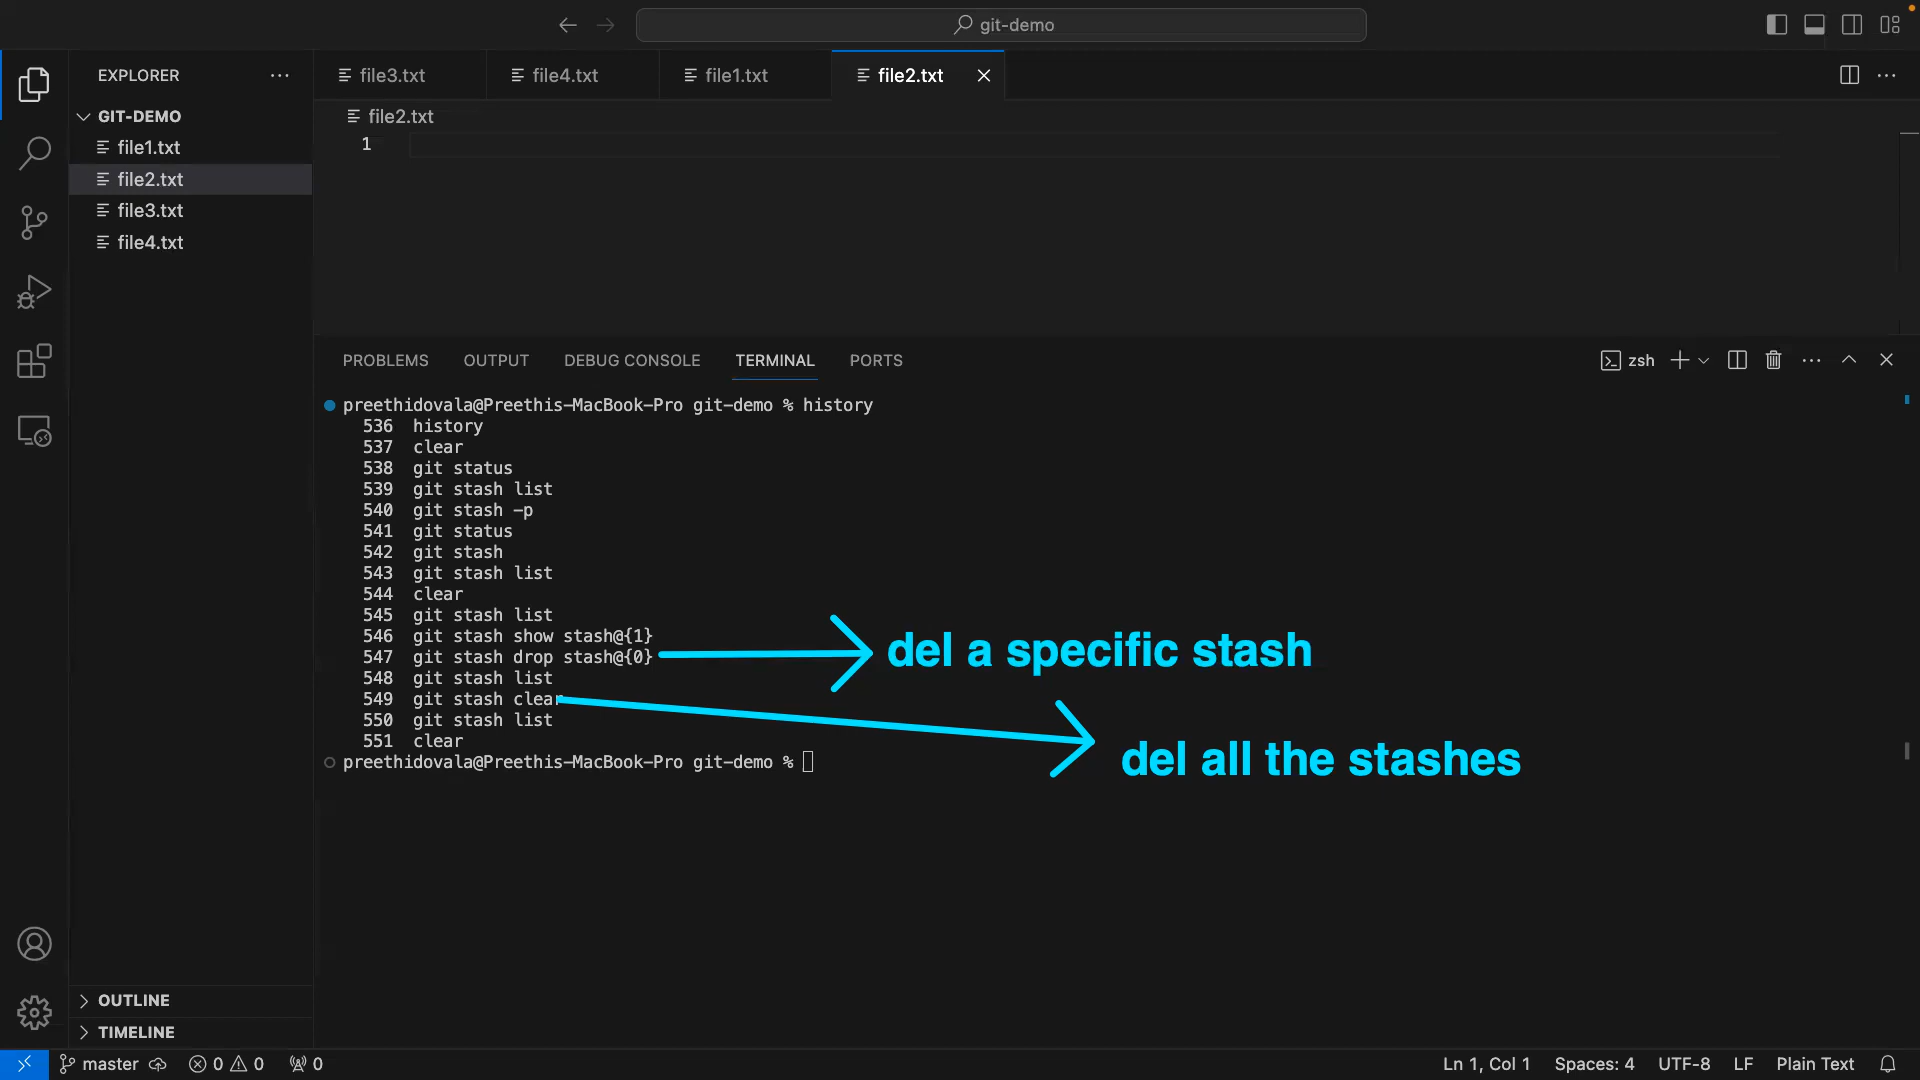 git-demo
EXPLORER
GIT-DEMO
file1.txt
file2.txt
file3.txt
file4.txt
OUTLINE
TIMELINE
file3.txt
file4.txt
file1.txt
file2.txt
file2.txt
1
PROBLEMS
OUTPUT
DEBUG CONSOLE
TERMINAL
PORTS
zsh
preethidovala@Preethis-MacBook-Pro git-demo % history
536 history
537 clear
538 git status
539 git stash list
540 git stash -p
541 git status
542 git stash
543 git stash list
544 clear
545 git stash list
546 git stash show stash@{1}
547 git stash drop stash@{0}
548 git stash list
549 git stash clear
550 git stash list
551 clear
preethidovala@Preethis-MacBook-Pro git-demo %
del a specific stash
del all the stashes
master
0
0
0
Ln 1, Col 1
Spaces: 4
UTF-8
LF
Plain Text